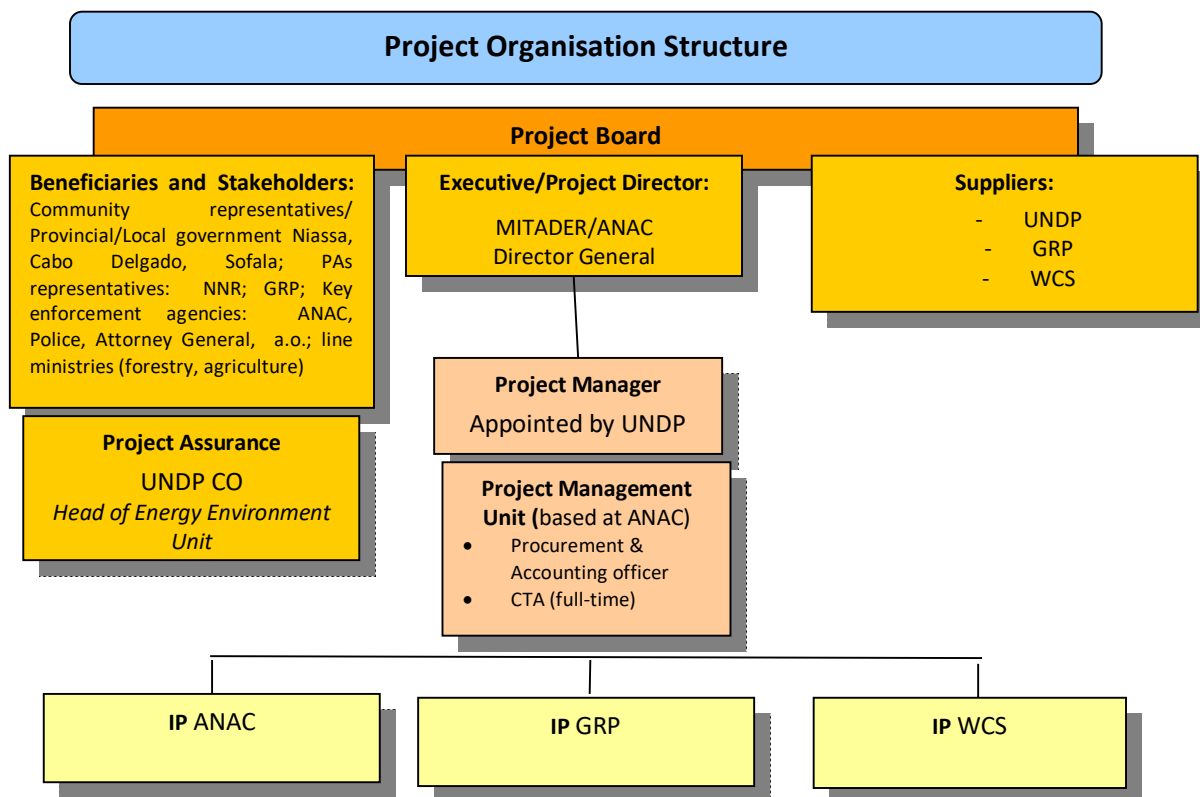 Project Organisation Structure
Project Board
Beneficiaries and Stakeholders:
Community representatives/
Provincial/Local government Niassa,
Cabo Delgado, Sofala; PAs
representatives: NNR; GRP; Key
enforcement agencies: ANAC,
Police, Attorney General, a.o.; line
ministries (forestry, agriculture)
Executive/Project Director:
MITADER/ANAC
Director General
Suppliers:
- UNDP
- GRP
- WCS
Project Manager
Appointed by UNDP
Project Assurance
UNDP CO
Head of Energy Environment
Unit
Project Management
Unit (based at ANAC)
• Procurement &
Accounting officer
• CTA (full-time)
IP ANAC
IP GRP
IP WCS